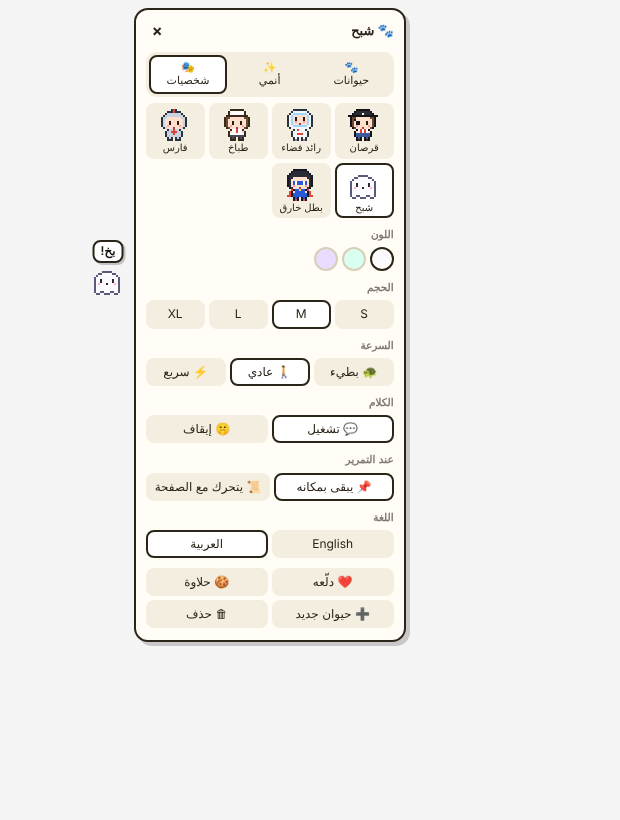 🐾 شبح ×
🐾 حيوانات ✨ أنمي 🎭 شخصيات
قرصان رائد فضاء طباخ فارس
شبح بطل خارق
اللون
بخ!
الحجم
S M L XL
السرعة
🐢 بطيء 🚶 عادي ⚡ سريع
الكلام
💬 تشغيل 🤫 إيقاف
عند التمرير
📌 يبقى بمكانه 📜 يتحرك مع الصفحة
اللغة
English العربية
❤️ دلّعه 🍪 حلاوة
➕ حيوان جديد 🗑 حذف